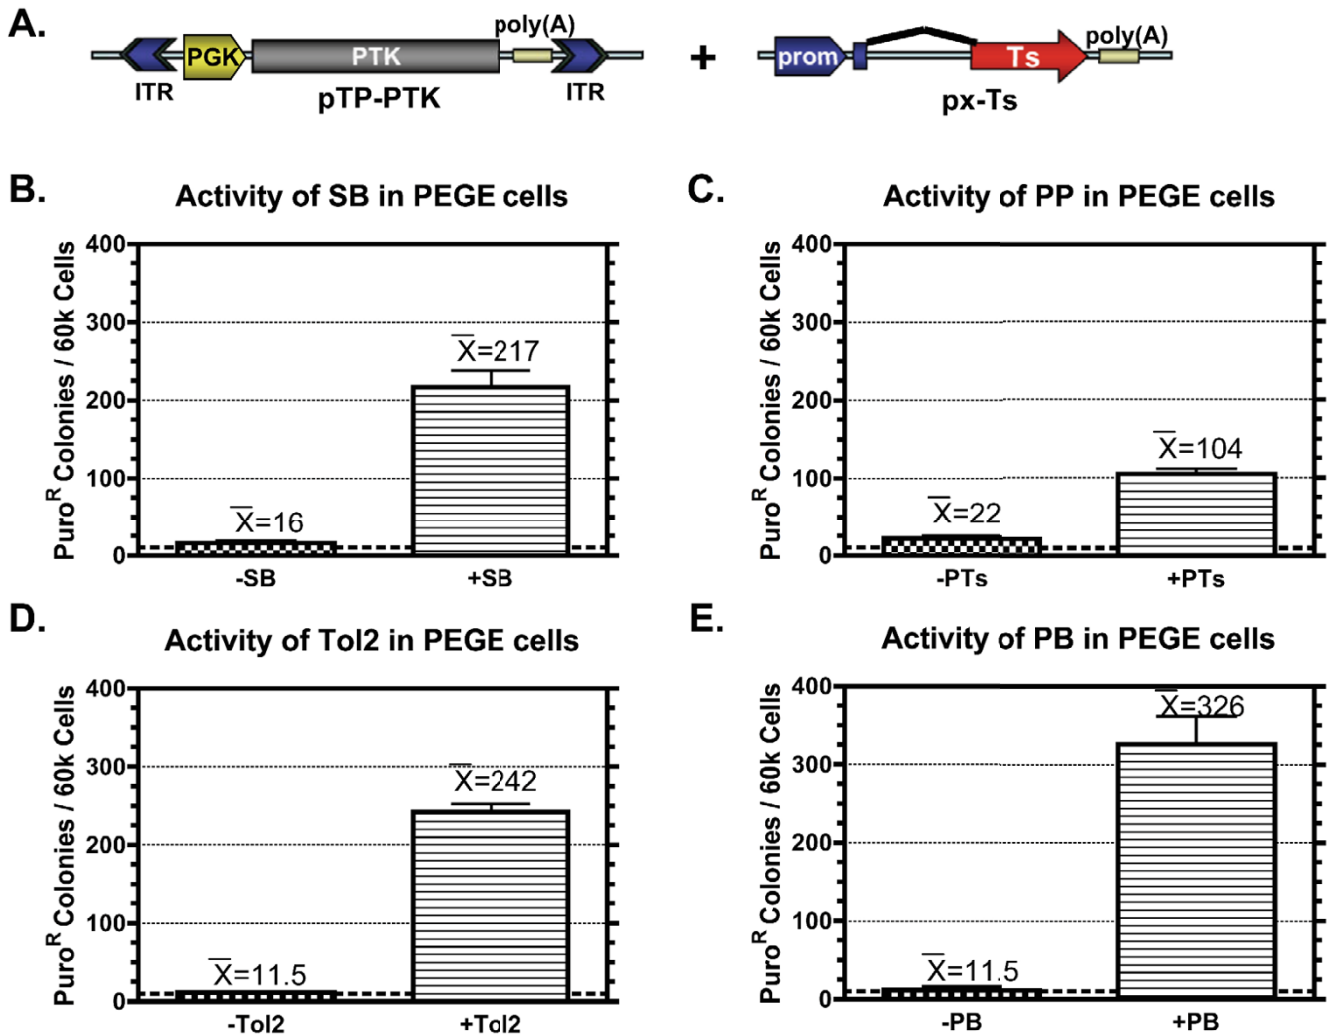 A.
PGK PTK poly(A)
ITR pTP-PTK ITR
+
prom Ts poly(A)
px-Ts
B. Activity of SB in PEGE cells
Puro^R Colonies / 60k Cells
400
300
200
100
0
X̅=16
X̅=217
-SB +SB
C. Activity of PP in PEGE cells
Puro^R Colonies / 60k Cells
400
300
200
100
0
X̅=22
X̅=104
-PTs +PTs
D. Activity of Tol2 in PEGE cells
Puro^R Colonies / 60k Cells
400
300
200
100
0
X̅=11.5
X̅=242
-Tol2 +Tol2
E. Activity of PB in PEGE cells
Puro^R Colonies / 60k Cells
400
300
200
100
0
X̅=11.5
X̅=326
-PB +PB